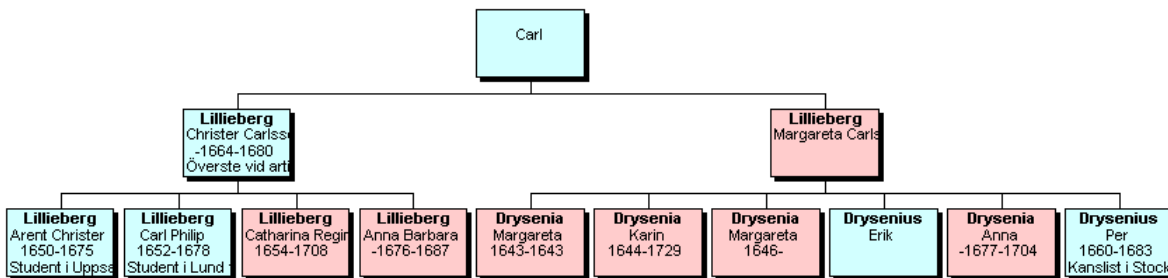 Carl
Lillieberg
Christer Carlsso
-1664-1680
Överste vid arti
Lillieberg
Margareta Carls
Lillieberg
Arent Christer
1650-1675
Student i Uppsa
Lillieberg
Carl Philip
1652-1678
Student i Lund
Lillieberg
Catharina Regin
1654-1708
Lillieberg
Anna Barbara
-1676-1687
Drysenia
Margareta
1643-1643
Drysenia
Karin
1644-1729
Drysenia
Margareta
1646-
Drysenius
Erik
Drysenia
Anna
-1677-1704
Drysenius
Per
1660-1683
Kanslist i Stock